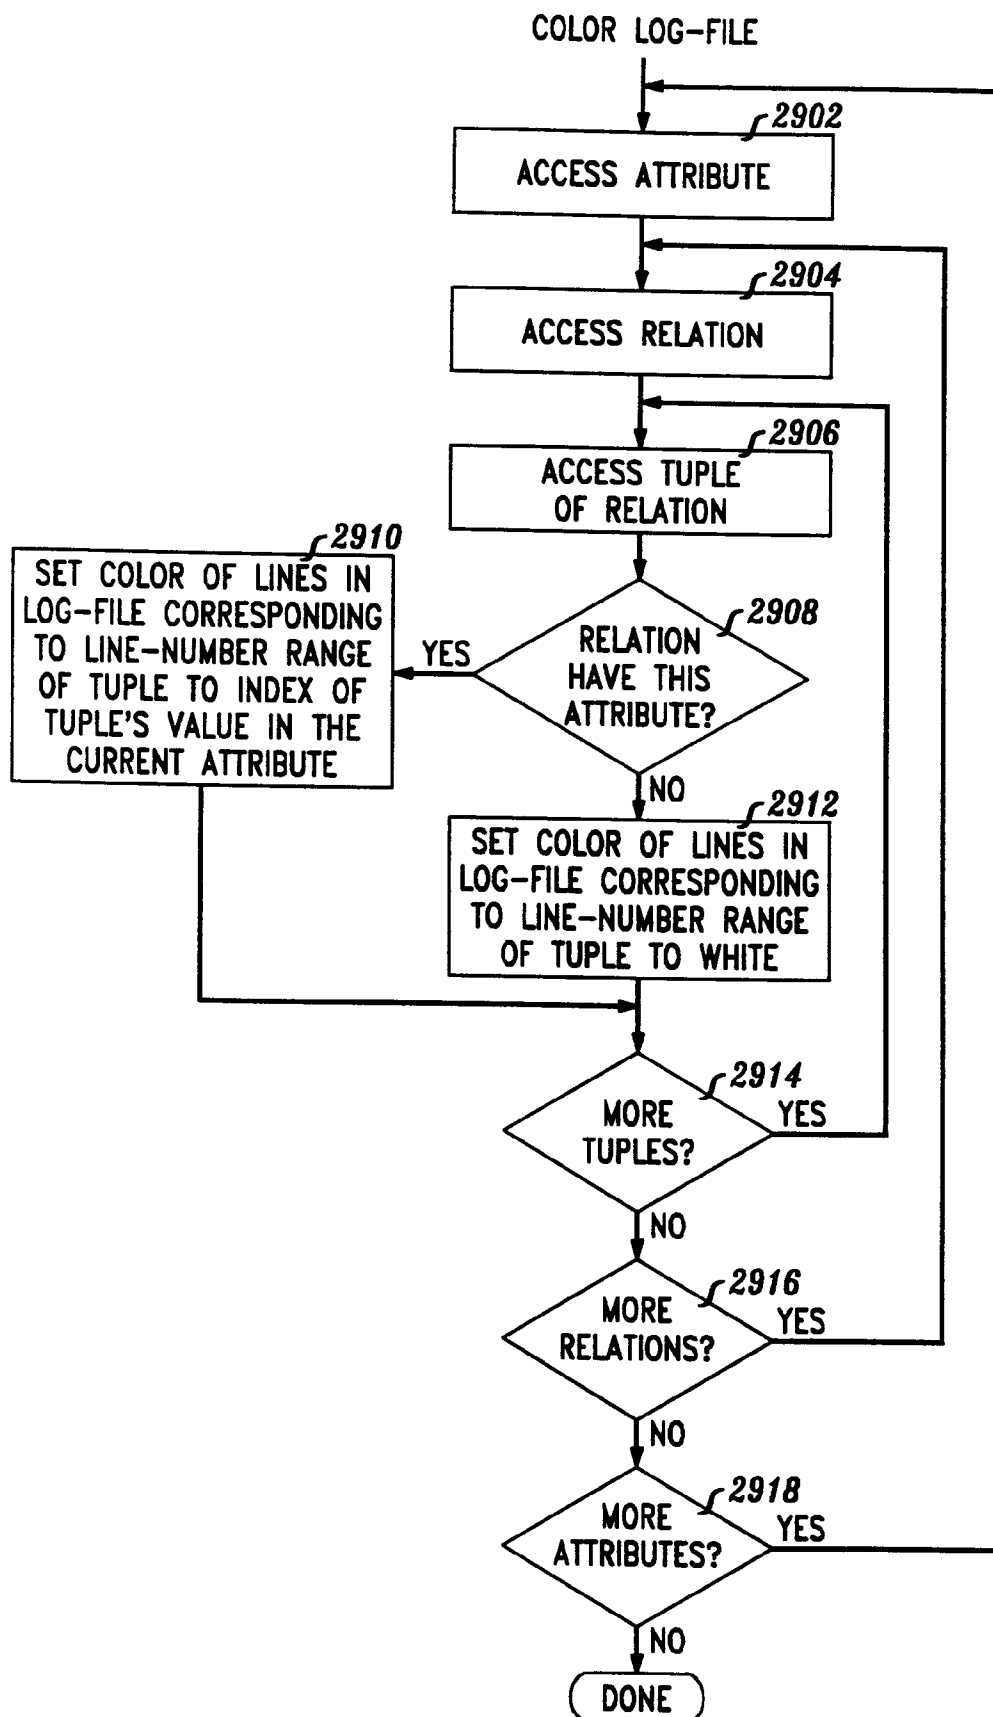 COLOR LOG-FILE
2902
ACCESS ATTRIBUTE
2904
ACCESS RELATION
2906
ACCESS TUPLE
OF RELATION
2910
SET COLOR OF LINES IN
LOG-FILE CORRESPONDING
TO LINE-NUMBER RANGE
OF TUPLE TO INDEX OF
TUPLE'S VALUE IN THE
CURRENT ATTRIBUTE
YES
2908
RELATION
HAVE THIS
ATTRIBUTE?
NO
2912
SET COLOR OF LINES IN
LOG-FILE CORRESPONDING
TO LINE-NUMBER RANGE
OF TUPLE TO WHITE
2914
MORE
TUPLES?
YES
NO
2916
MORE
RELATIONS?
YES
NO
2918
MORE
ATTRIBUTES?
YES
NO
DONE